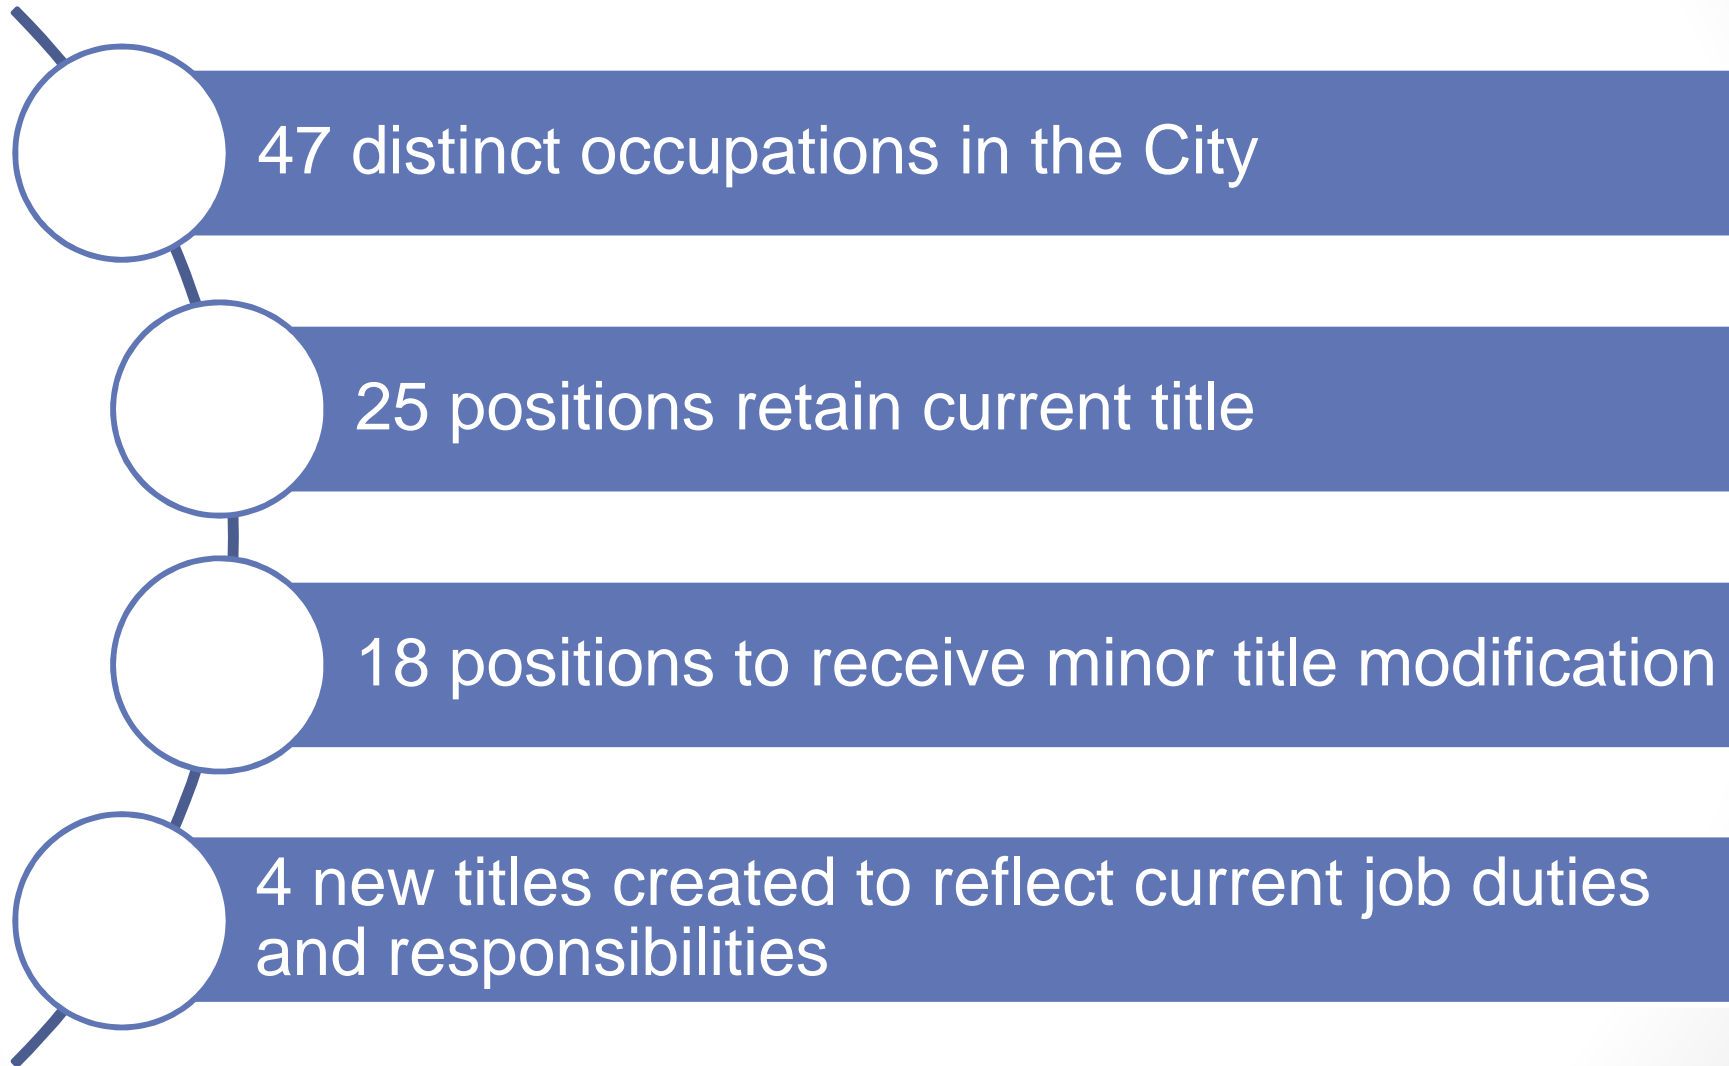 47 distinct occupations in the City
25 positions retain current title
18 positions to receive minor title modification
4 new titles created to reflect current job duties
and responsibilities